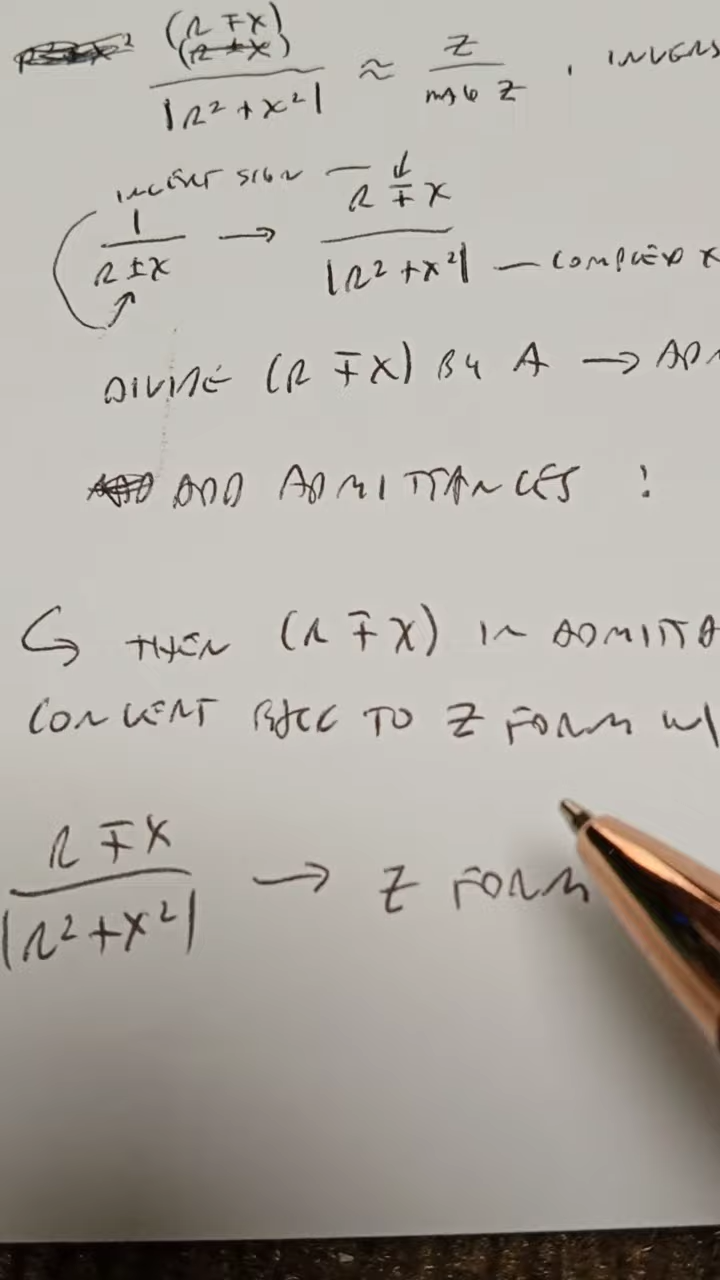 (R ∓ X)
(R ± X)
|R² + X²| ≈ Z / MAG Z . INVERS
INVERT SIGN —
1 / R ± X → R ∓ X / |R² + X²| — COMPLEX
DIVIDE (R ∓ X) BY A → ADM
ADD ADMITTANCES !
↪ THEN (R ∓ X) IN ADMITTA
CONVERT BACK TO Z FORM W/
R ∓ X / |R² + X²| → Z FORM